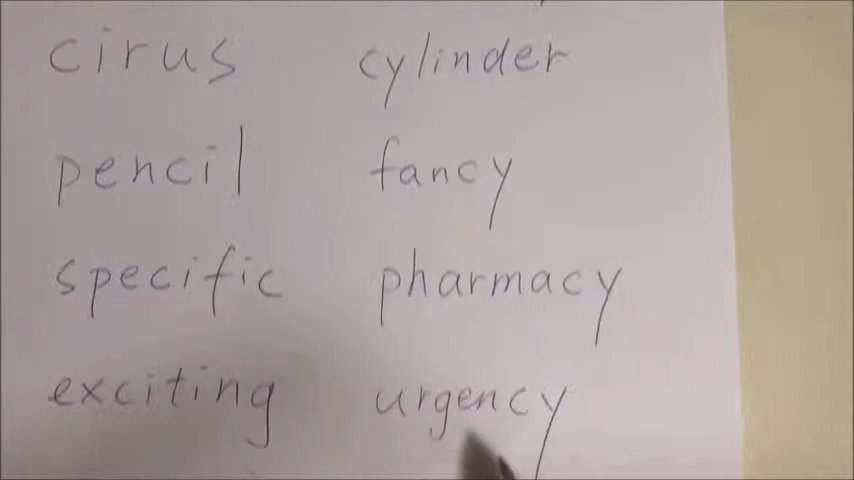 cirus cylinder
pencil fancy
specific pharmacy
exciting urgency